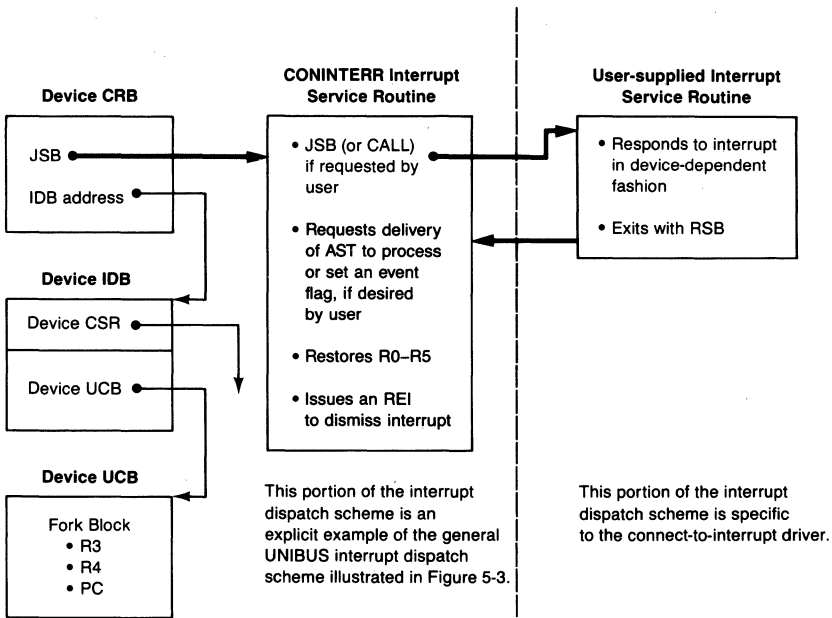 Device CRB
JSB
IDB address
Device IDB
Device CSR
Device UCB
Device UCB
Fork Block
• R3
• R4
• PC
CONINTERR Interrupt
Service Routine
• JSB (or CALL)
if requested by
user
• Requests delivery
of AST to process
or set an event
flag, if desired
by user
• Restores R0–R5
• Issues an REI
to dismiss interrupt
This portion of the interrupt
dispatch scheme is an
explicit example of the general
UNIBUS interrupt dispatch
scheme illustrated in Figure 5-3.
User-supplied Interrupt
Service Routine
• Responds to interrupt
in device-dependent
fashion
• Exits with RSB
This portion of the interrupt
dispatch scheme is specific
to the connect-to-interrupt driver.